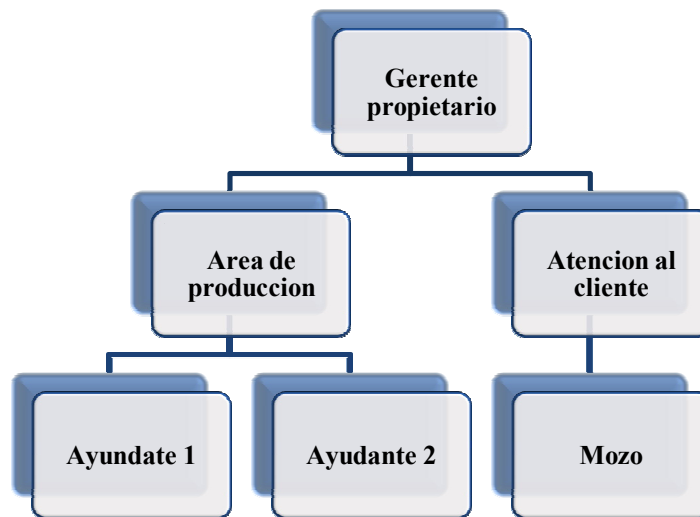 Gerente
propietario
Area de
produccion
Atencion al
cliente
Ayundate 1
Ayudante 2
Mozo